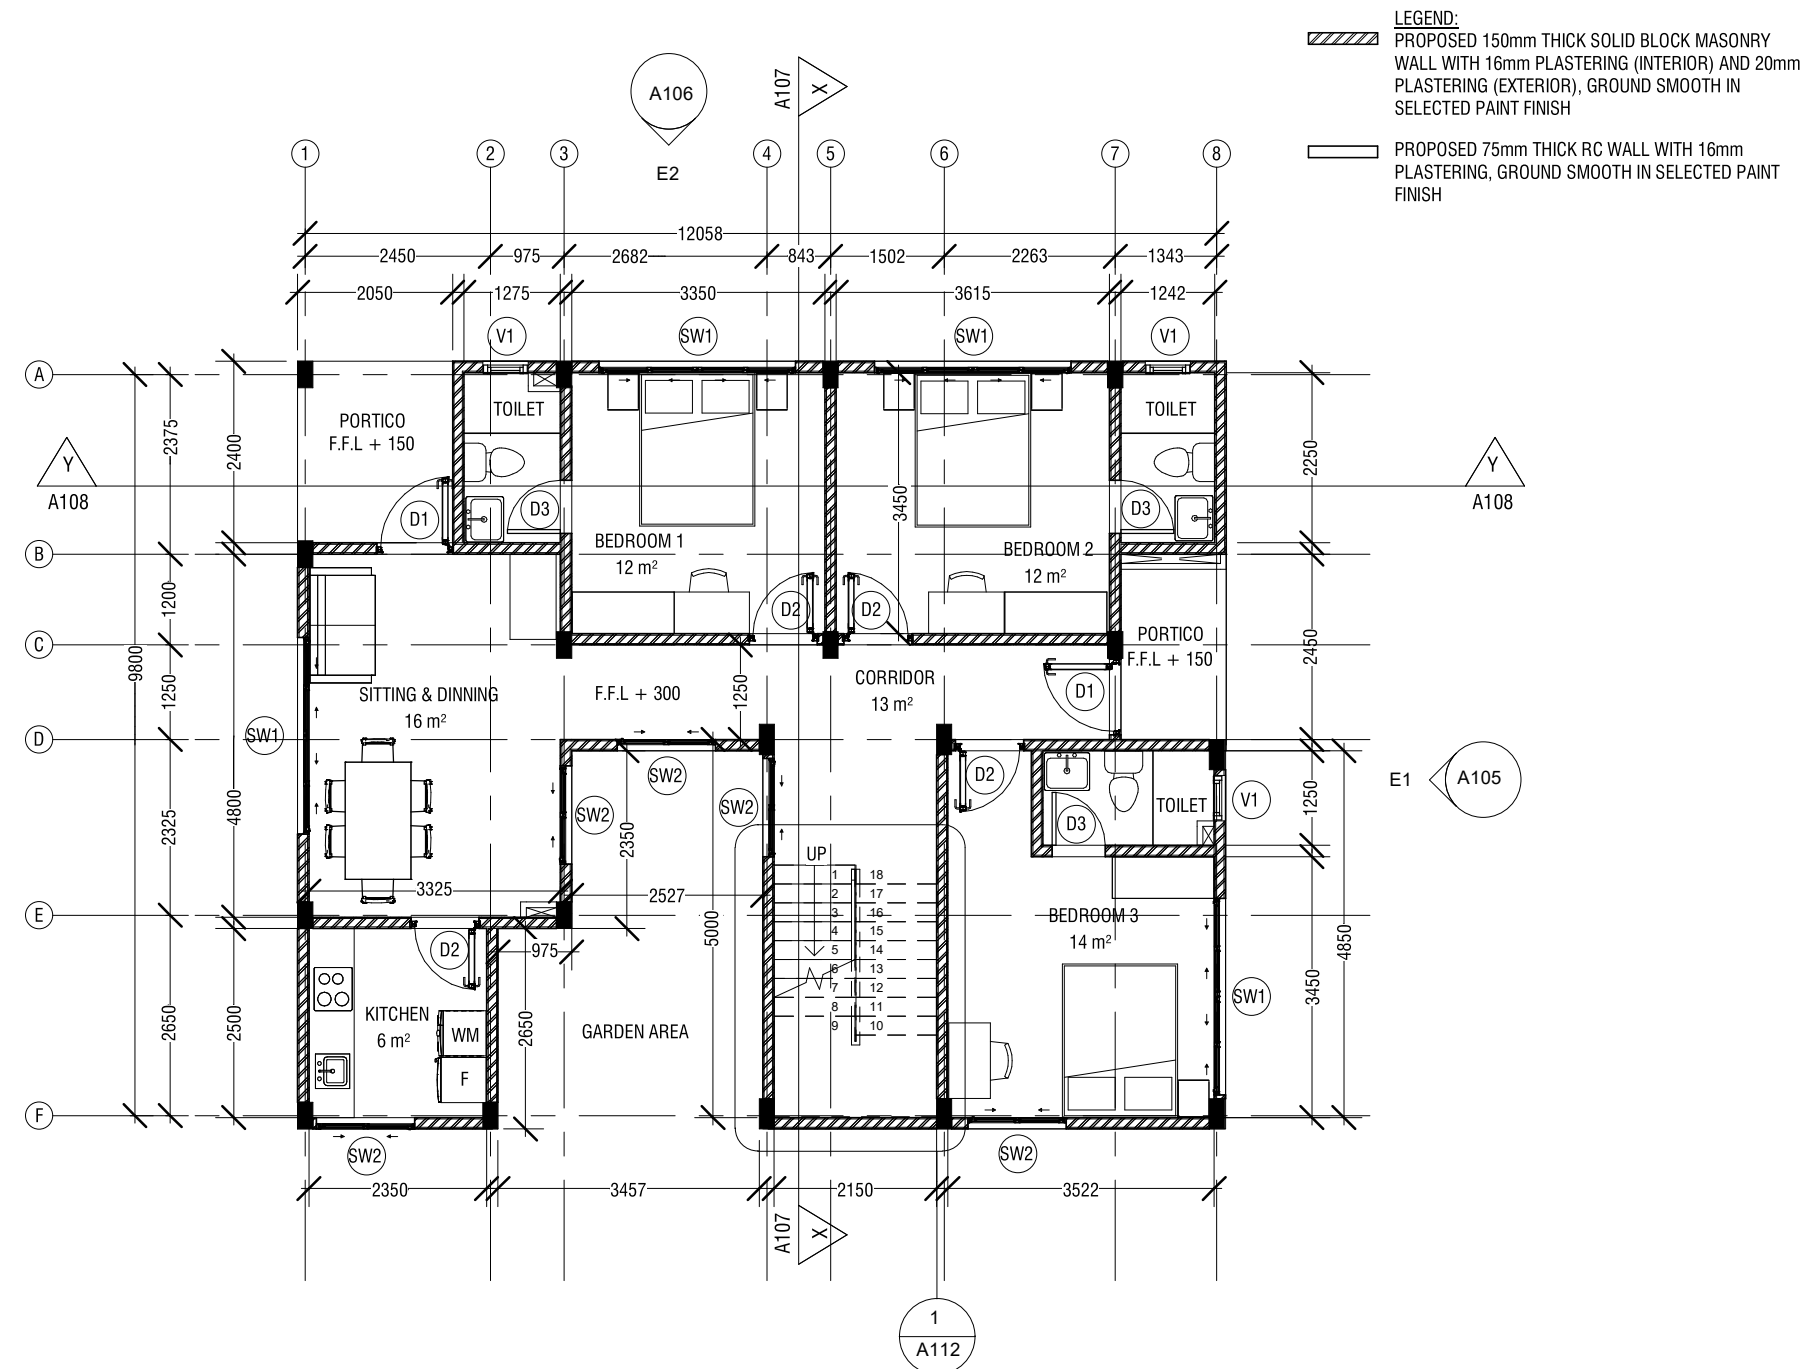 LEGEND:
PROPOSED 150mm THICK SOLID BLOCK MASONRY
WALL WITH 16mm PLASTERING (INTERIOR) AND 20mm
PLASTERING (EXTERIOR), GROUND SMOOTH IN
SELECTED PAINT FINISH
PROPOSED 75mm THICK RC WALL WITH 16mm
PLASTERING, GROUND SMOOTH IN SELECTED PAINT
FINISH
A106
E2
A107
X
1 2 3 4 5 6 7 8
12058
2450 975 2682 843 1502 2263 1343
2050 1275 3350 3615 1242
V1 SW1 SW1 V1
A
PORTICO
F.F.L + 150
TOILET
TOILET
2375
2400
2250
Y
A108
Y
A108
3450
D1
D3
D3
B
BEDROOM 1
12 m²
BEDROOM 2
12 m²
1200
D2
D2
C
9800
1250
2450
PORTICO
F.F.L + 150
SITTING & DINNING
16 m²
F.F.L + 300
1250
CORRIDOR
13 m²
D1
D
SW1
SW2
SW2
SW2
D2
D3
TOILET
V1
1250
E1
A105
2325
4800
2350
UP
1 18
2 17
3 16
4 15
5 14
6 13
7 12
8 11
9 10
3325
2527
E
5000
975
D2
BEDROOM 3
14 m²
4850
3450
SW1
KITCHEN
6 m²
WM
F
2650
2500
2650
GARDEN AREA
F
SW2
SW2
2350 3457 2150 3522
A107
X
1
A112